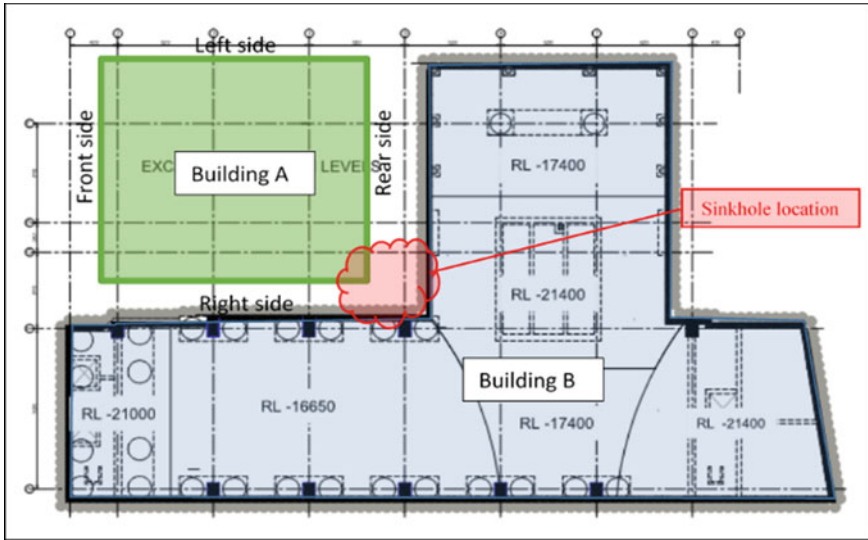 Left side
Front side
EXC
Building A
LEVELS
Rear side
RL -17400
Sinkhole location
RL -21400
Right side
Building B
RL -21000
RL -16650
RL -17400
RL -21400